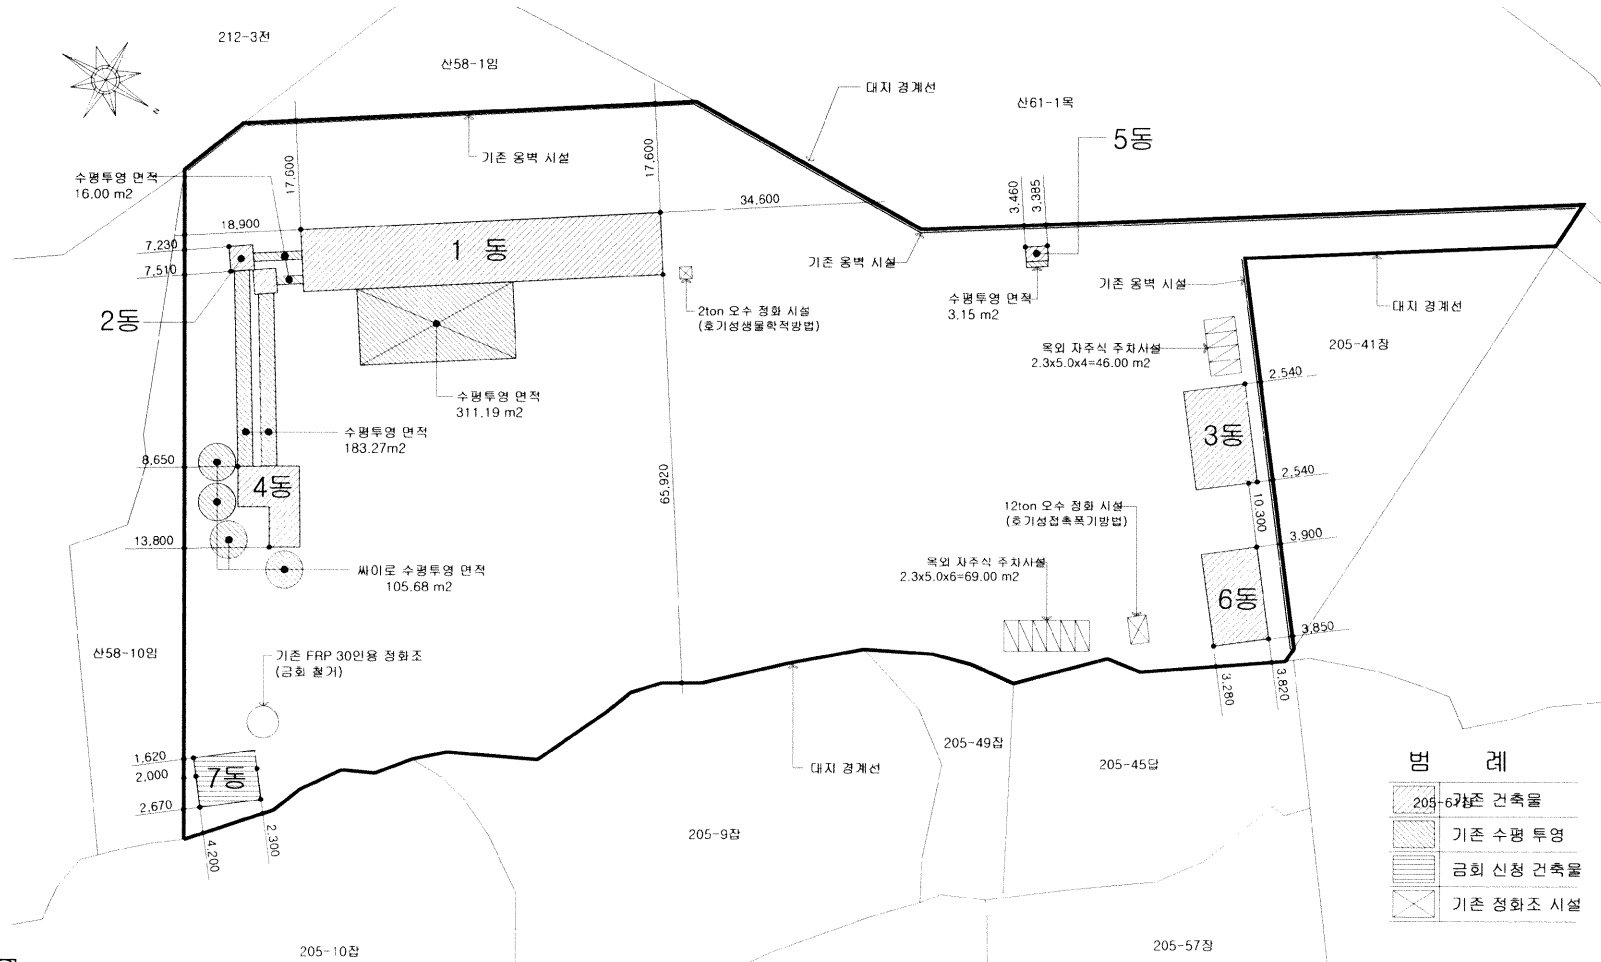 212-3전
산58-1임
대지 경계선
산61-1목
5동
기존 옹벽 시설
17,600
17,600
수평투영 면적
16.00 m2
3,460
3,385
34,600
18,900
7,230
7,510
1 동
기존 옹벽 시설
기존 옹벽 시설
수평투영 면적
3.15 m2
대지 경계선
2동
2ton 오수 정화 시설
(호기성생물학적방법)
옥외 자주식 주차시설
2.3x5.0x4=46.00 m2
205-41장
2,540
수평투영 면적
311.19 m2
수평투영 면적
183.27m2
3동
8,650
4동
65,920
2,540
12ton 오수 정화 시설
(호기성접촉폭기방법)
10,300
3,900
13,800
싸이로 수평투영 면적
105.68 m2
옥외 자주식 주차시설
2.3x5.0x6=69.00 m2
6동
3,850
산58-10임
기존 FRP 30인용 정화조
(금회 철거)
3,280
3,820
1,620
2,000
2,670
7동
대지 경계선
205-49잡
205-45답
4,200
2,300
205-9잡
205-10잡
205-57장
범 례
205-61장
기존 건축물
기존 수평 투영
금회 신청 건축물
기존 정화조 시설
N